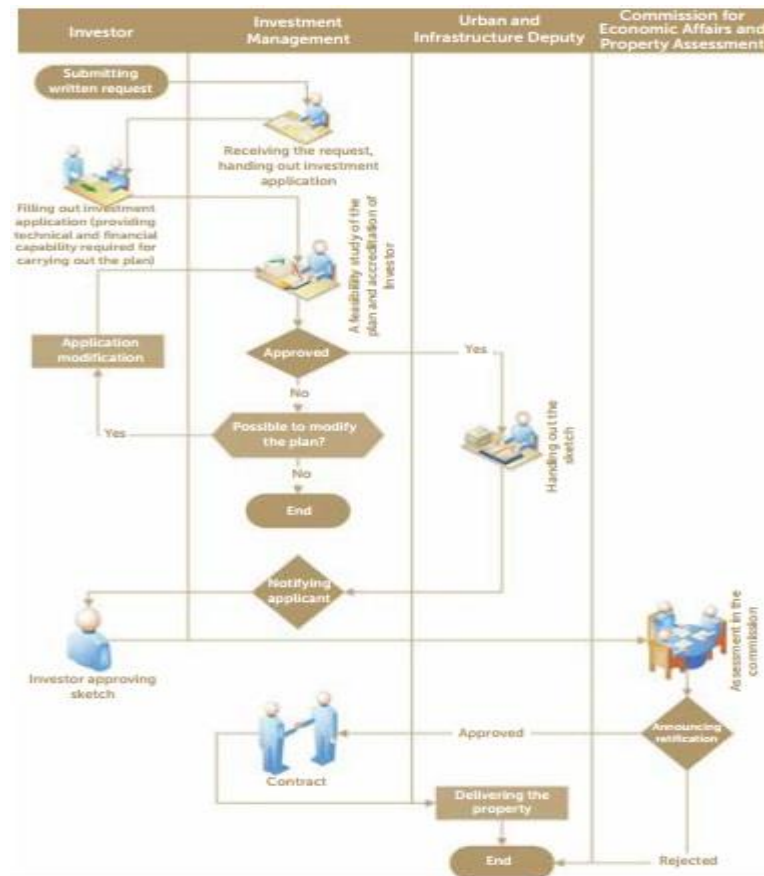 Investor
Investment
Management
Urban and
Infrastructure Deputy
Commission for
Economic Affairs and
Property Assessment
Submitting
written request
Receiving the request,
handing out investment
application
Filling out investment
application (providing
technical and financial
capability required for
carrying out the plan)
A feasibility study of the
plan and accreditation of
Investor
Application
modification
Approved
Yes
No
Possible to modify
the plan?
Yes
No
End
Handing out the
sketch
Notifying
applicant
Investor approving
sketch
Assessment in the
commission
Announcing
ratification
Approved
Contract
Delivering the
property
End
Rejected